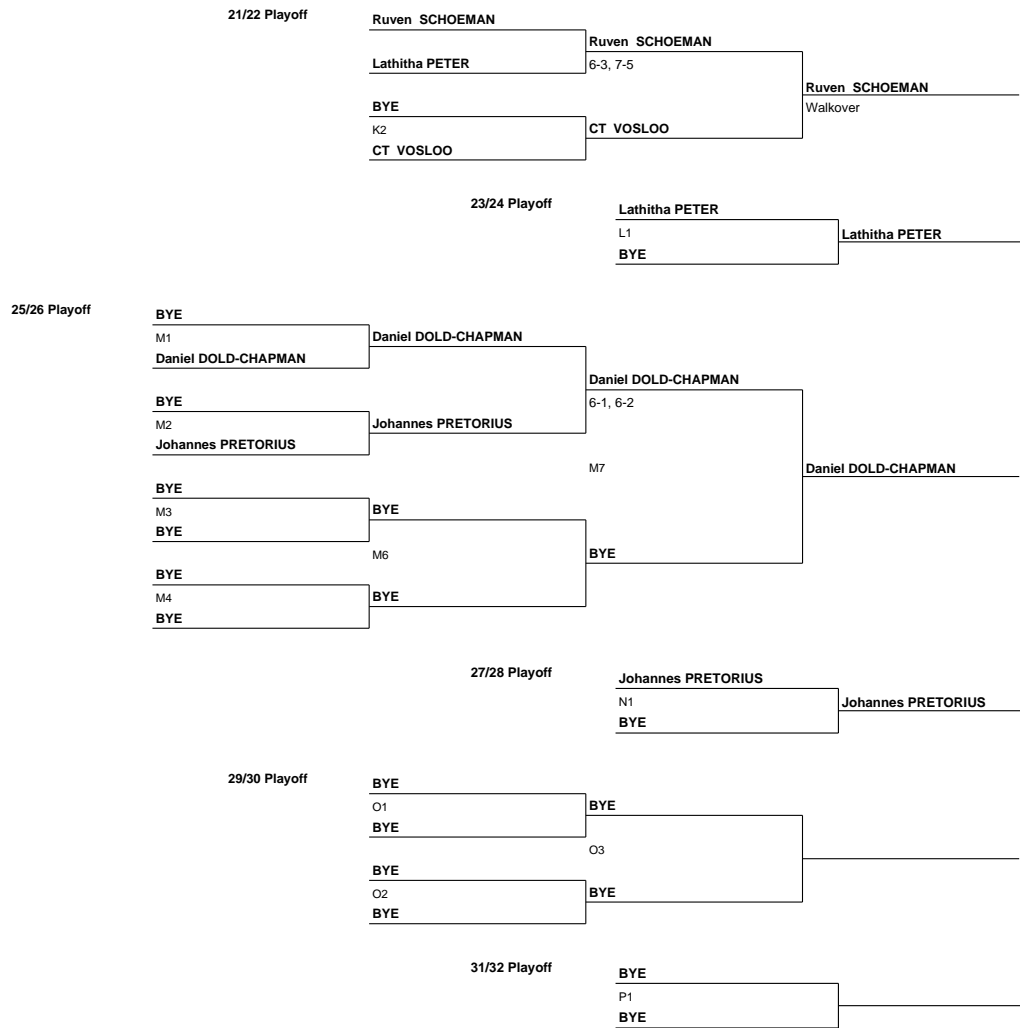 21/22 Playoff
Ruven SCHOEMAN
Ruven SCHOEMAN
Lathitha PETER
6-3, 7-5
Ruven SCHOEMAN
BYE
Walkover
K2
CT VOSLOO
CT VOSLOO
23/24 Playoff
Lathitha PETER
L1
Lathitha PETER
BYE
25/26 Playoff
BYE
M1
Daniel DOLD-CHAPMAN
Daniel DOLD-CHAPMAN
Daniel DOLD-CHAPMAN
BYE
6-1, 6-2
M2
Johannes PRETORIUS
Johannes PRETORIUS
M7
Daniel DOLD-CHAPMAN
BYE
M3
BYE
BYE
M6
BYE
BYE
M4
BYE
BYE
27/28 Playoff
Johannes PRETORIUS
N1
Johannes PRETORIUS
BYE
29/30 Playoff
BYE
O1
BYE
BYE
O3
BYE
O2
BYE
BYE
31/32 Playoff
BYE
P1
BYE